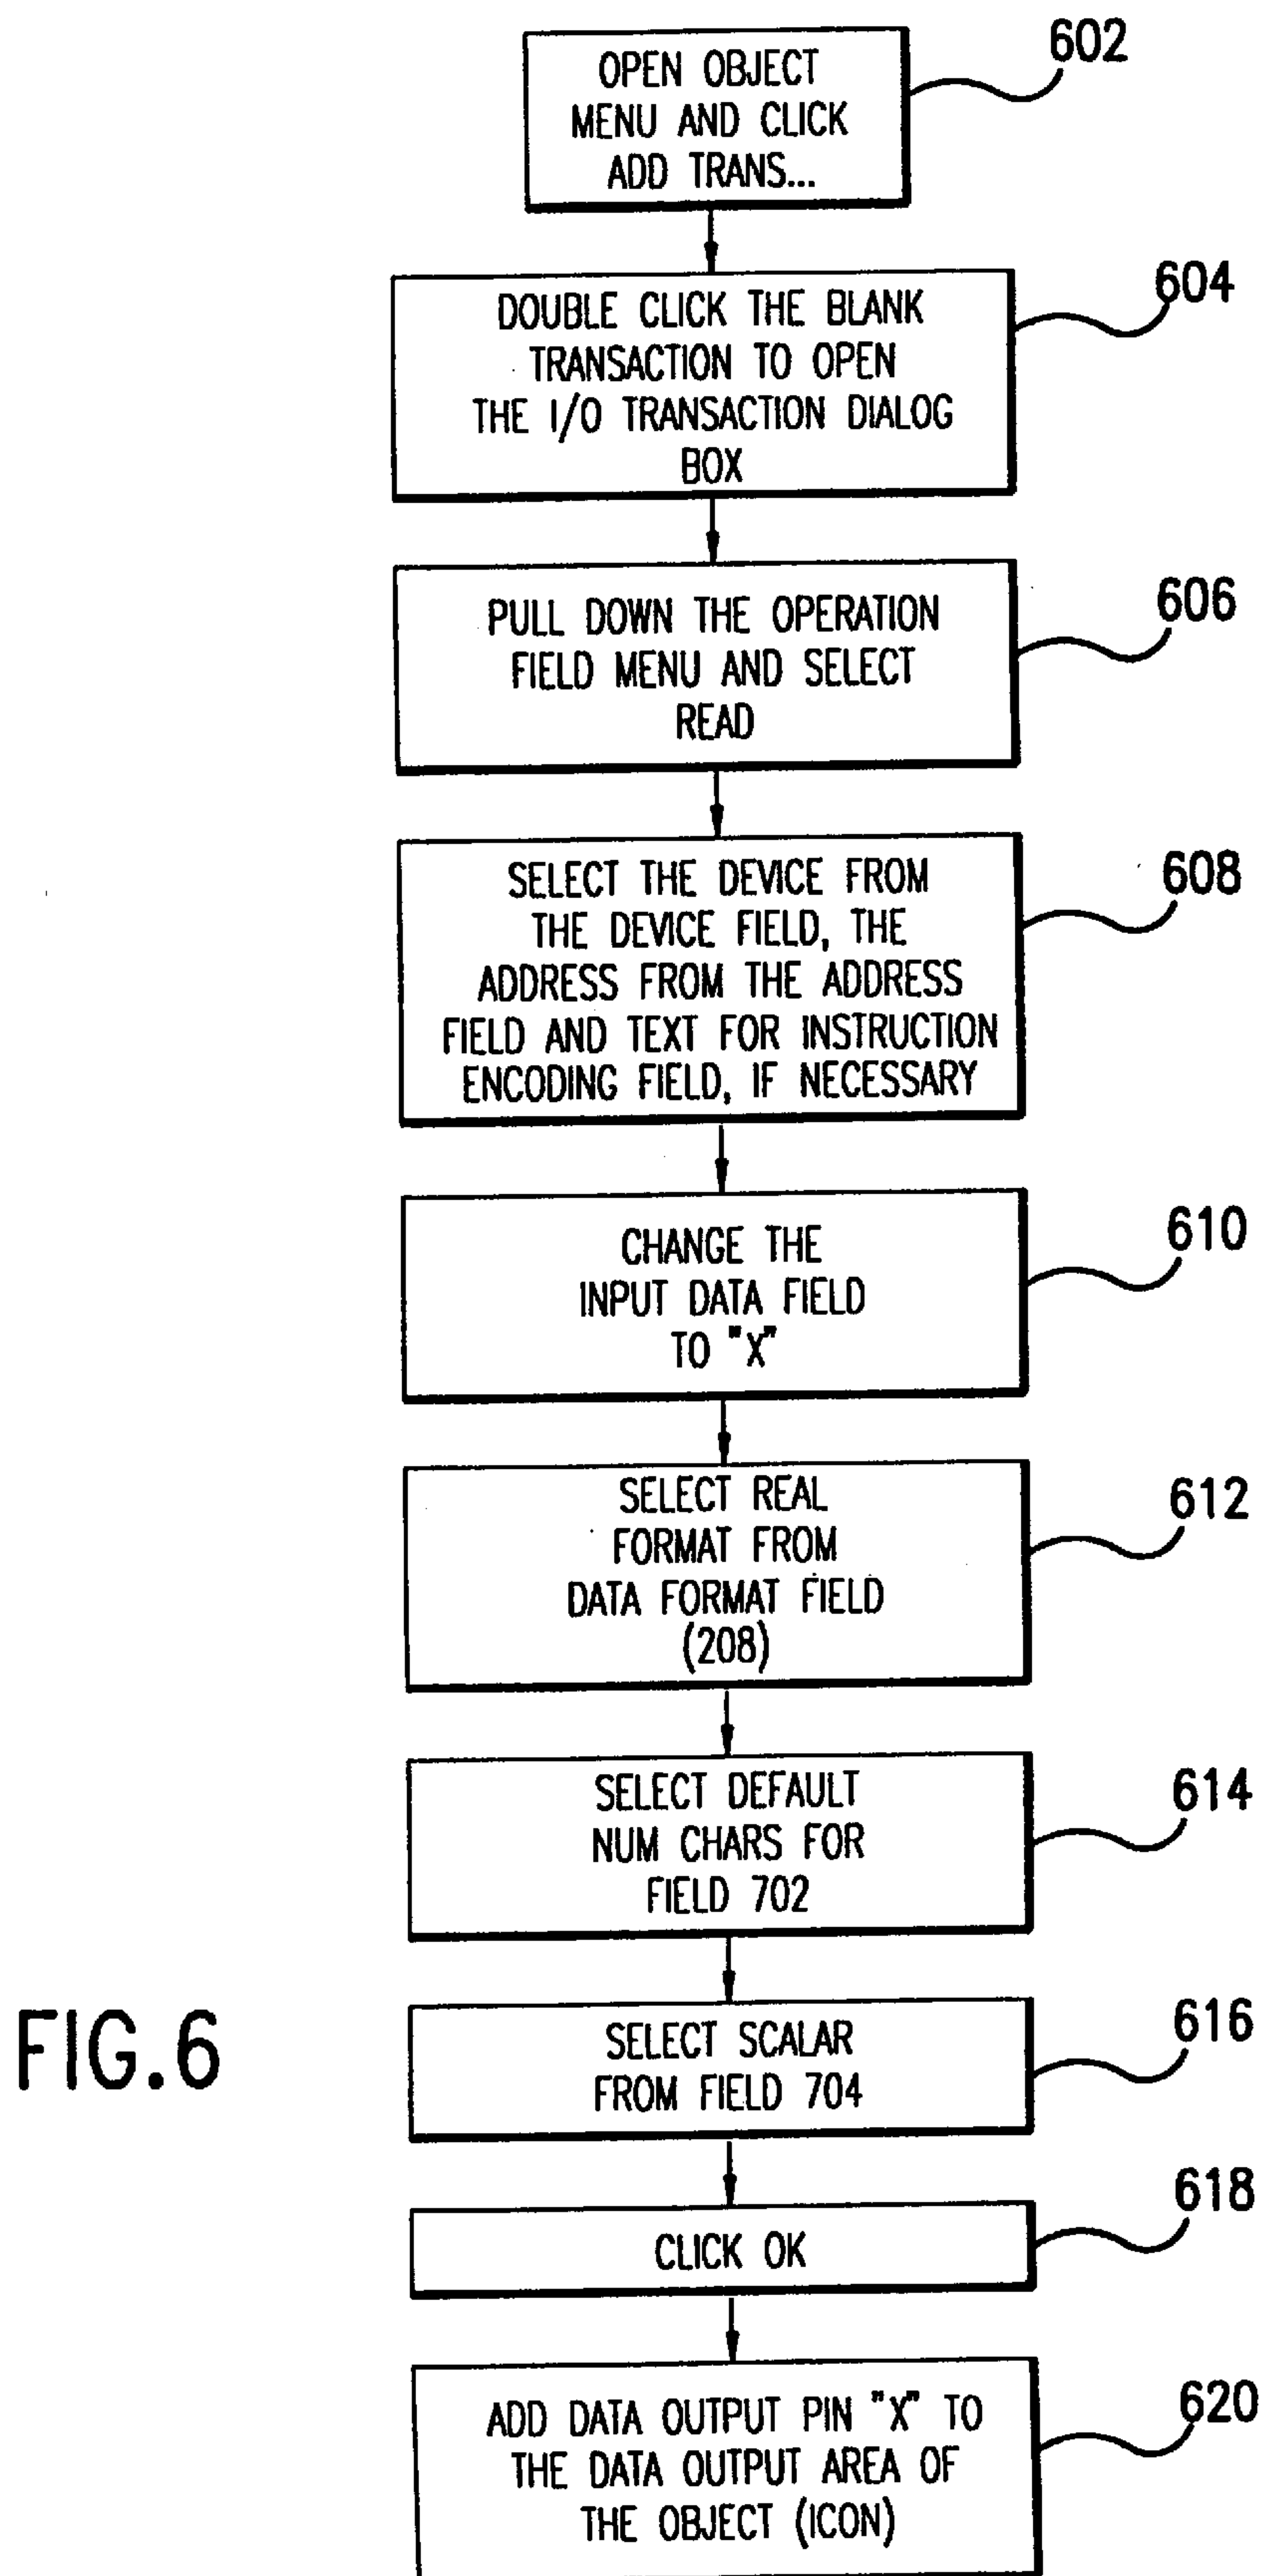 OPEN OBJECT
MENU AND CLICK
ADD TRANS...
602
DOUBLE CLICK THE BLANK
TRANSACTION TO OPEN
THE I/O TRANSACTION DIALOG
BOX
604
PULL DOWN THE OPERATION
FIELD MENU AND SELECT
READ
606
SELECT THE DEVICE FROM
THE DEVICE FIELD, THE
ADDRESS FROM THE ADDRESS
FIELD AND TEXT FOR INSTRUCTION
ENCODING FIELD, IF NECESSARY
608
CHANGE THE
INPUT DATA FIELD
TO "X"
610
SELECT REAL
FORMAT FROM
DATA FORMAT FIELD
(208)
612
SELECT DEFAULT
NUM CHARS FOR
FIELD 702
614
SELECT SCALAR
FROM FIELD 704
616
CLICK OK
618
ADD DATA OUTPUT PIN "X" TO
THE DATA OUTPUT AREA OF
THE OBJECT (ICON)
620
FIG.6